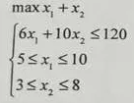 max x₁ + x₂
6x₁ + 10x₂ ≤ 120
5 ≤ x₁ ≤ 10
3 ≤ x₂ ≤ 8